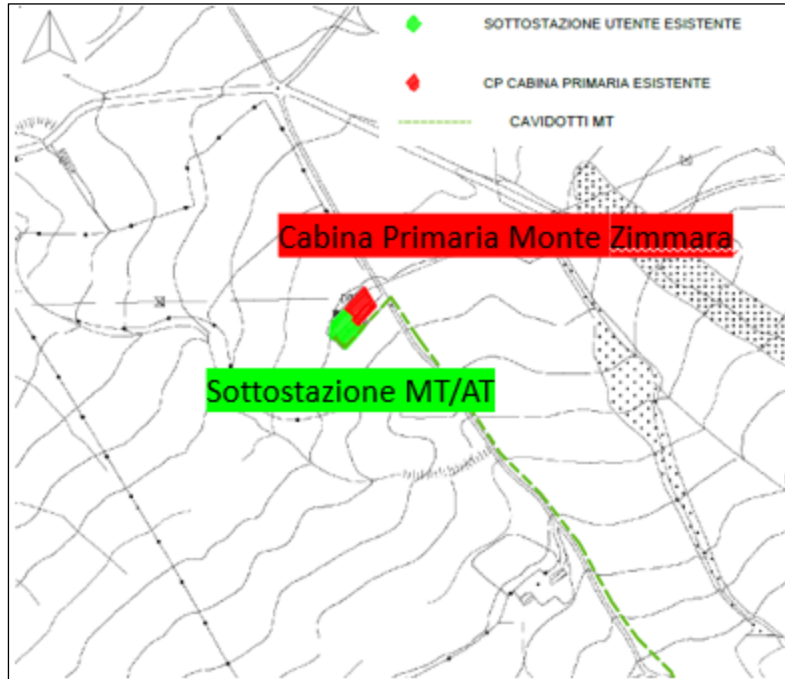 SOTTOSTAZIONE UTENTE ESISTENTE
CP CABINA PRIMARIA ESISTENTE
CAVIDOTTI MT
Cabina Primaria Monte Zimmara
Sottostazione MT/AT